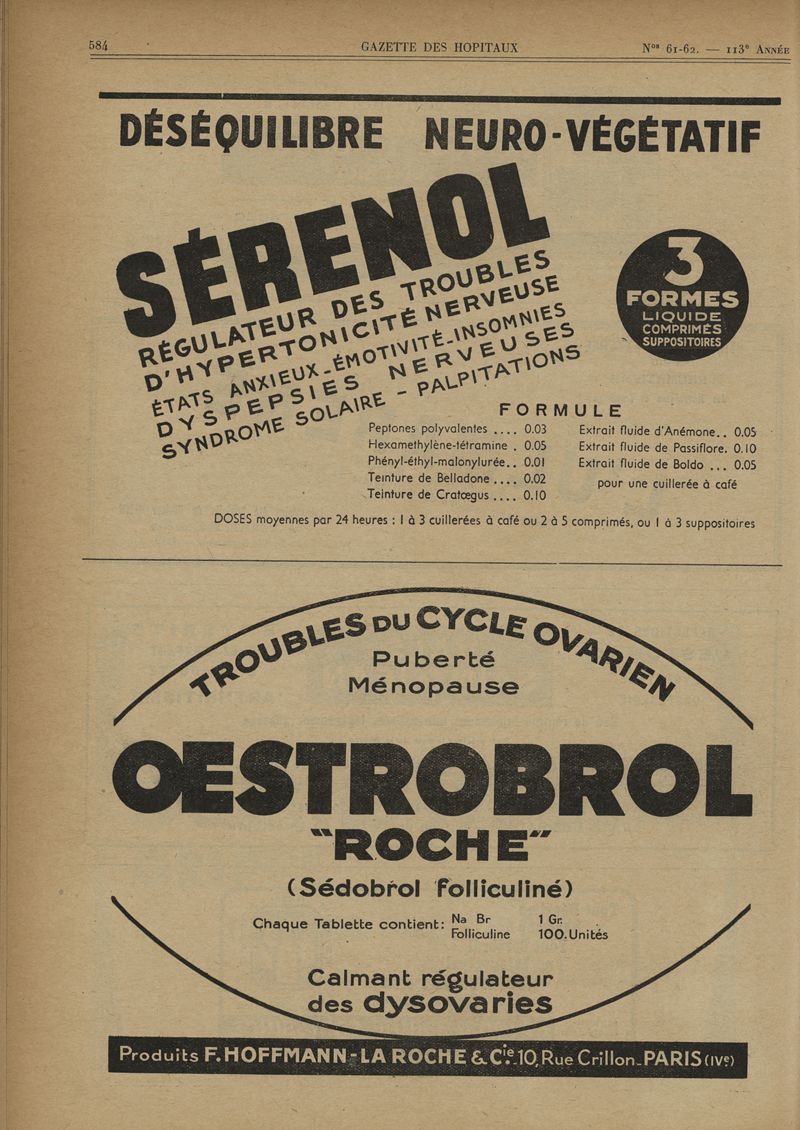 584
GAZETTE DES HOPITAUX
Nos 61-62. — 113e ANNÉE
DÉSÉQUILIBRE NEURO-VÉGÉTATIF
SÉRENOL
RÉGULATEUR DES TROUBLES
D'HYPERTONICITÉ NERVEUSE
ÉTATS ANXIEUX-ÉMOTIVITÉ-INSOMNIES
DYSPEPSIES NERVEUSES
SYNDROME SOLAIRE - PALPITATIONS
3
FORMES
LIQUIDE
COMPRIMÉS
SUPPOSITOIRES
FORMULE
Peptones polyvalentes .... 0.03
Hexamethylène-tétramine . 0.05
Phényl-éthyl-malonylurée.. 0.01
Teinture de Belladone .... 0.02
Teinture de Cratœgus .... 0.10
Extrait fluide d'Anémone.. 0.05
Extrait fluide de Passiflore. 0.10
Extrait fluide de Boldo ... 0.05
pour une cuillerée à café
DOSES moyennes par 24 heures : 1 à 3 cuillerées à café ou 2 à 5 comprimés, ou 1 à 3 suppositoires
TROUBLES DU CYCLE OVARIEN
Puberté
Ménopause
OESTROBROL
"ROCHE"
(Sédobrol folliculiné)
Chaque Tablette contient: Na Br 1 Gr.
Folliculine 100.Unités
Calmant régulateur
des dysovaries
Produits F. HOFFMANN-LA ROCHE & Cie. 10, Rue Crillon_PARIS (IVe)